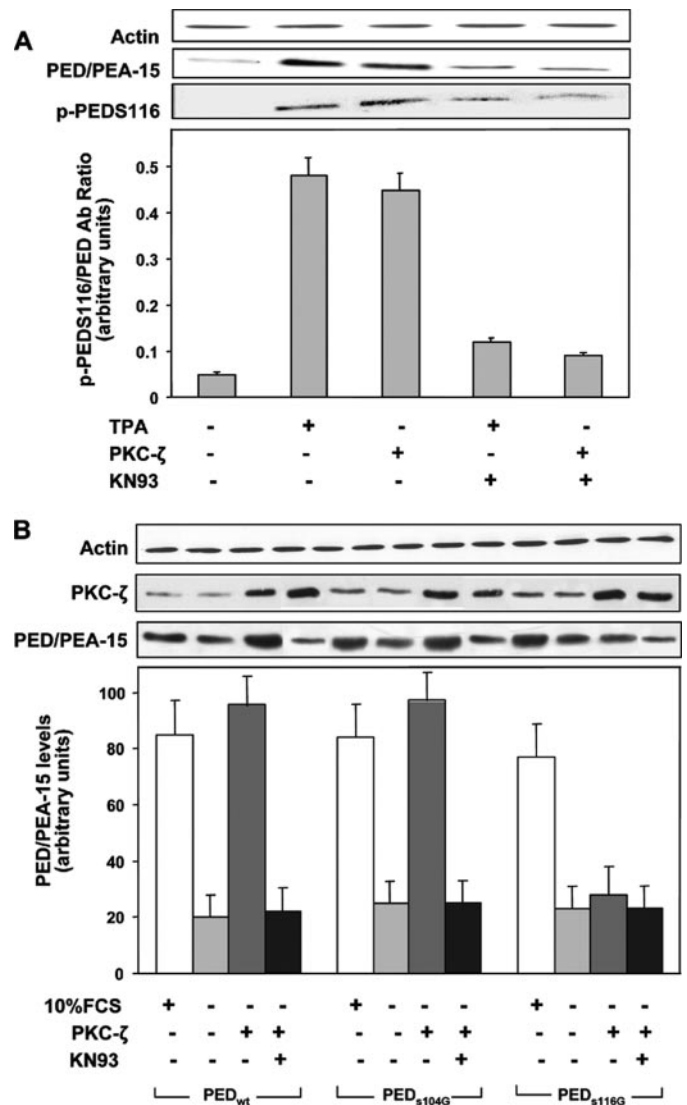 A
Actin
PED/PEA-15
p-PEDS116
p-PEDS116/PED Ab Ratio
(arbitrary units)
0.5
0.4
0.3
0.2
0.1
0
TPA - + - + -
PKC-ζ - - + - +
KN93 - - - + +
B
Actin
PKC-ζ
PED/PEA-15
PED/PEA-15 levels
(arbitrary units)
100
80
60
40
20
0
10%FCS + - - - + - - - + - - -
PKC-ζ - - + + - - + + - - + +
KN93 - - - + - - - + - - - +
PEDwt PEDs104G PEDs116G